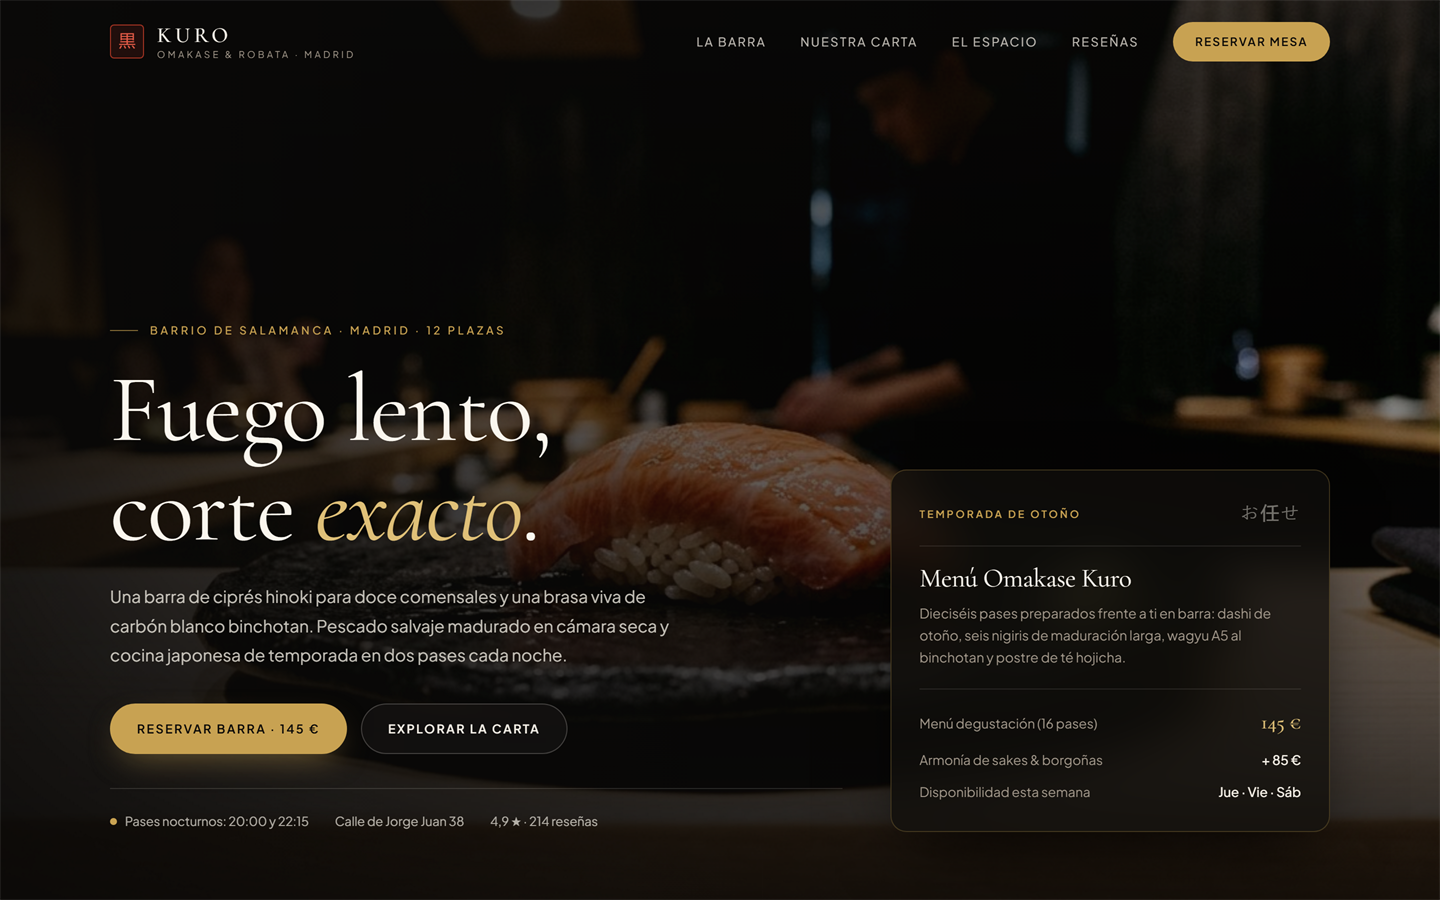 黒
KURO
OMAKASE & ROBATA · MADRID
LA BARRA
NUESTRA CARTA
EL ESPACIO
RESEÑAS
RESERVAR MESA
BARRIO DE SALAMANCA · MADRID · 12 PLAZAS
Fuego lento,
corte exacto.
Una barra de ciprés hinoki para doce comensales y una brasa viva de
carbón blanco binchotan. Pescado salvaje madurado en cámara seca y
cocina japonesa de temporada en dos pases cada noche.
RESERVAR BARRA · 145 €
EXPLORAR LA CARTA
Pases nocturnos: 20:00 y 22:15
Calle de Jorge Juan 38
4,9 ★ · 214 reseñas
TEMPORADA DE OTOÑO
お任せ
Menú Omakase Kuro
Dieciséis pases preparados frente a ti en barra: dashi de
otoño, seis nigiris de maduración larga, wagyu A5 al
binchotan y postre de té hojicha.
Menú degustación (16 pases)
145 €
Armonía de sakes & borgoñas
+ 85 €
Disponibilidad esta semana
Jue · Vie · Sáb